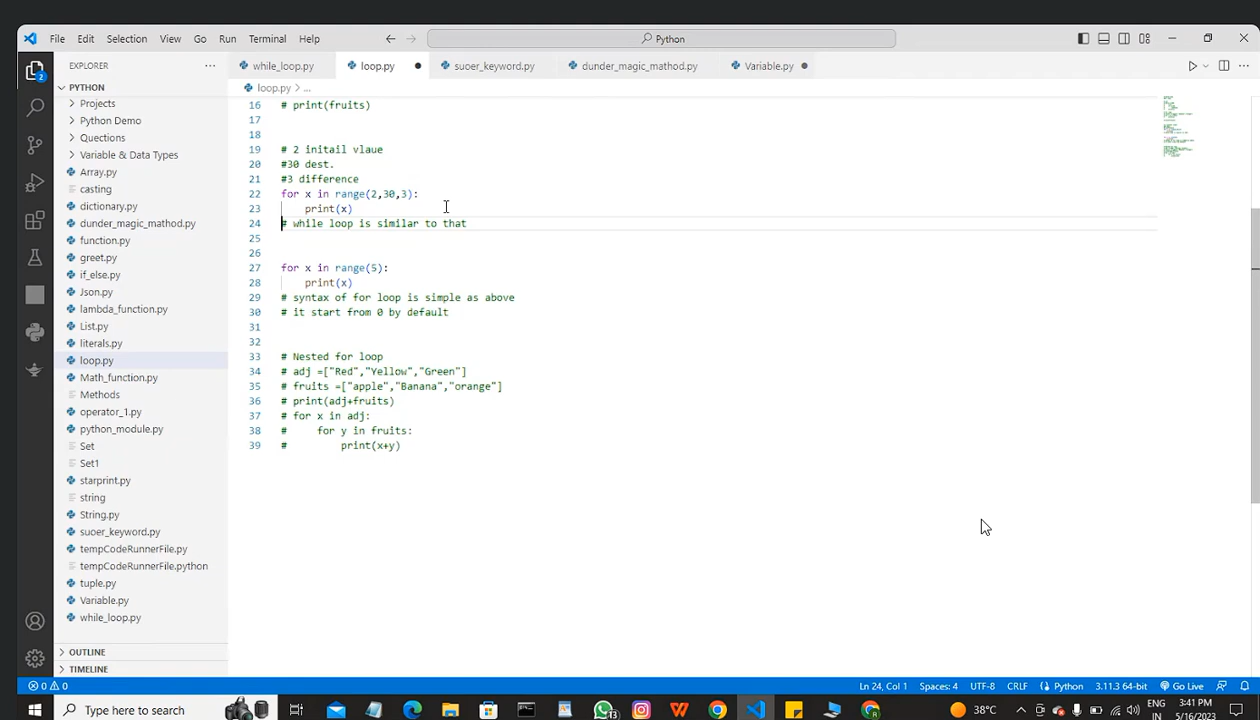 File Edit Selection View Go Run Terminal Help Python
EXPLORER ... while_loop.py loop.py suoer_keyword.py dunder_magic_mathod.py Variable.py
PYTHON
loop.py > ...
Projects
Python Demo
Quections
Variable & Data Types
Array.py
casting
dictionary.py
dunder_magic_mathod.py
function.py
greet.py
if_else.py
Json.py
lambda_function.py
List.py
literals.py
loop.py
Math_function.py
Methods
operator_1.py
python_module.py
Set
Set1
starprint.py
string
String.py
suoer_keyword.py
tempCodeRunnerFile.py
tempCodeRunnerFile.python
tuple.py
Variable.py
while_loop.py
OUTLINE
TIMELINE
2
16 # print(fruits)
17
18
19 # 2 initail vlaue
20 #30 dest.
21 #3 difference
22 for x in range(2,30,3):
23 print(x)
24 # while loop is similar to that
25
26
27 for x in range(5):
28 print(x)
29 # syntax of for loop is simple as above
30 # it start from 0 by default
31
32
33 # Nested for loop
34 # adj =["Red","Yellow","Green"]
35 # fruits =["apple","Banana","orange"]
36 # print(adj+fruits)
37 # for x in adj:
38 # for y in fruits:
39 # print(x+y)
0 0 Ln 24, Col 1 Spaces: 4 UTF-8 CRLF Python 3.11.3 64-bit Go Live
Type here to search 13 38°C ENG 3:41 PM
IN 5/16/2023